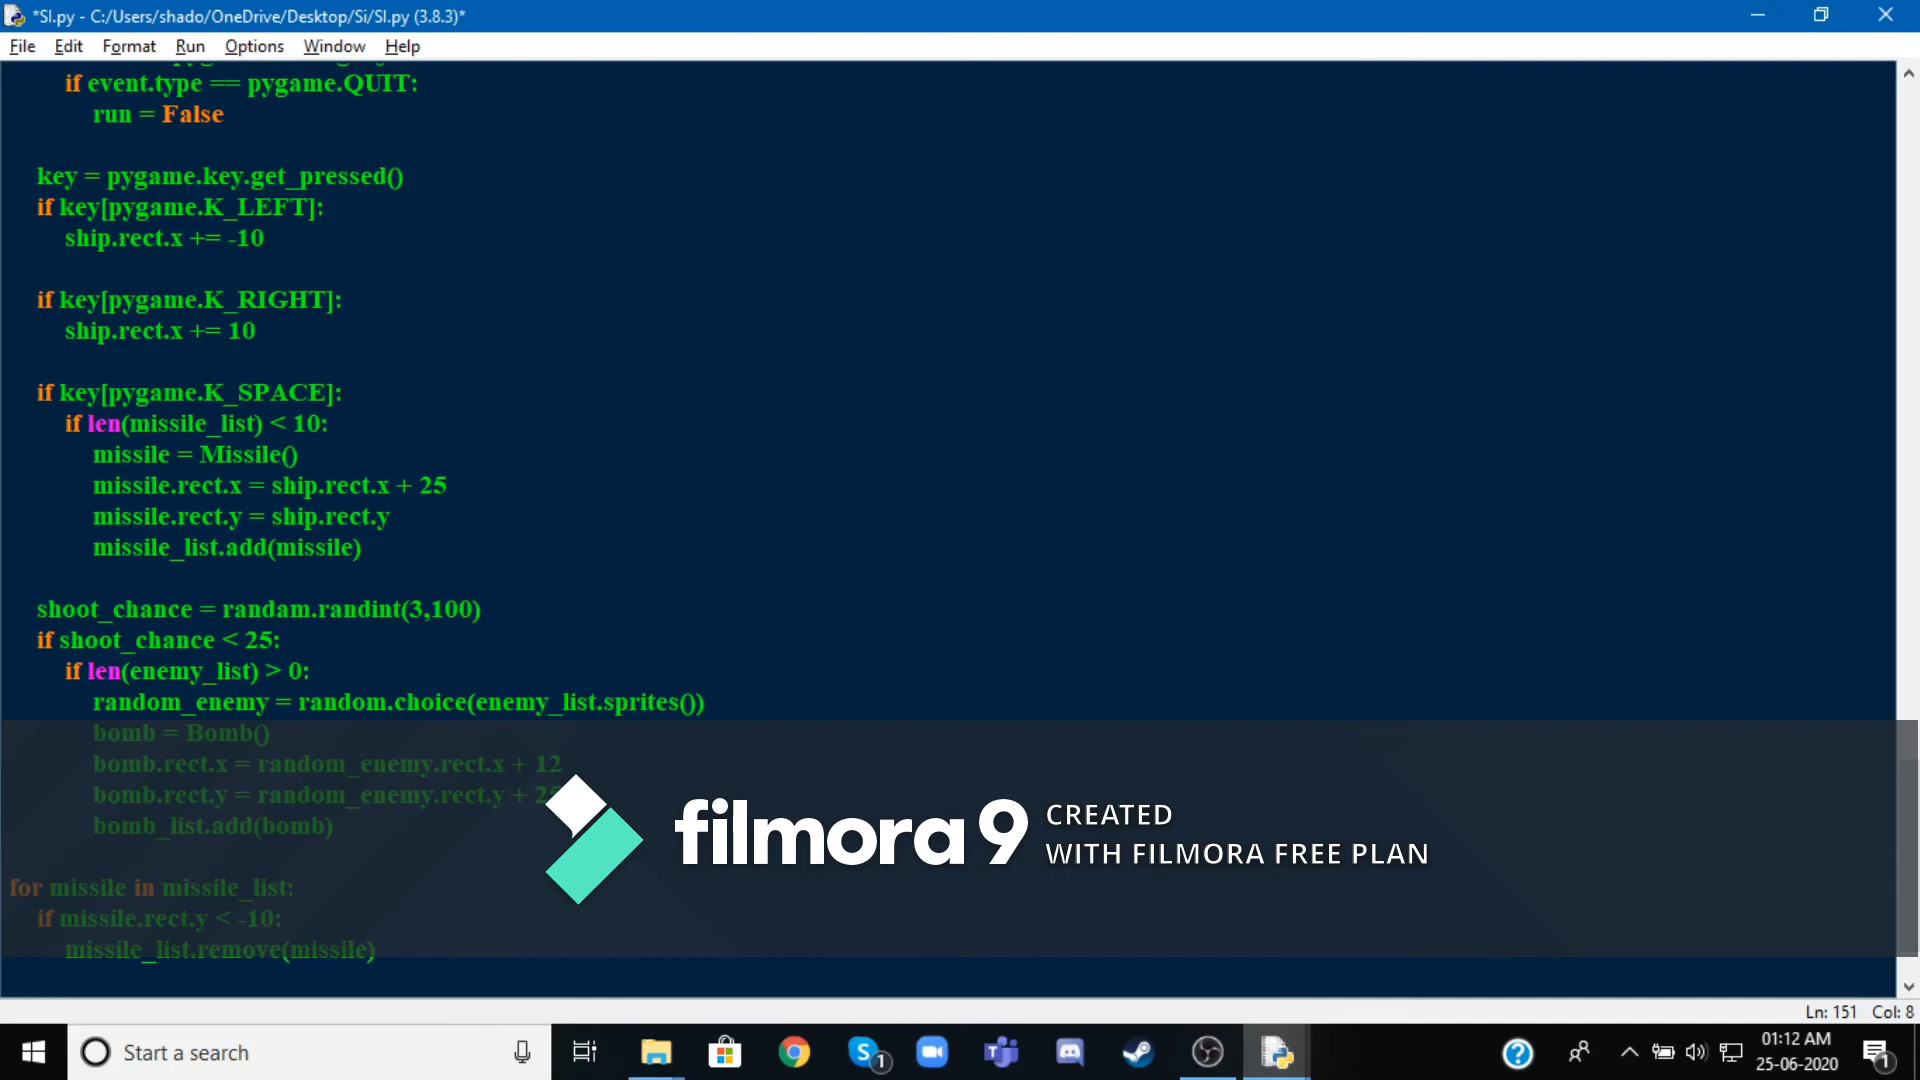 *SI.py - C:/Users/shado/OneDrive/Desktop/Si/SI.py (3.8.3)*
File Edit Format Run Options Window Help
if event.type == pygame.QUIT:
run = False
key = pygame.key.get_pressed()
if key[pygame.K_LEFT]:
ship.rect.x += -10
if key[pygame.K_RIGHT]:
ship.rect.x += 10
if key[pygame.K_SPACE]:
if len(missile_list) < 10:
missile = Missile()
missile.rect.x = ship.rect.x + 25
missile.rect.y = ship.rect.y
missile_list.add(missile)
shoot_chance = randam.randint(3,100)
if shoot_chance < 25:
if len(enemy_list) > 0:
random_enemy = random.choice(enemy_list.sprites())
bomb = Bomb()
bomb.rect.x = random_enemy.rect.x + 12
bomb.rect.y = random_enemy.rect.y +
bomb_list.add(bomb)
for missile in missile_list:
if missile.rect.y < -10:
missile_list.remove(missile)
filmora9 CREATED
WITH FILMORA FREE PLAN
Ln: 151 Col: 8
Start a search
1
01:12 AM
25-06-2020
1